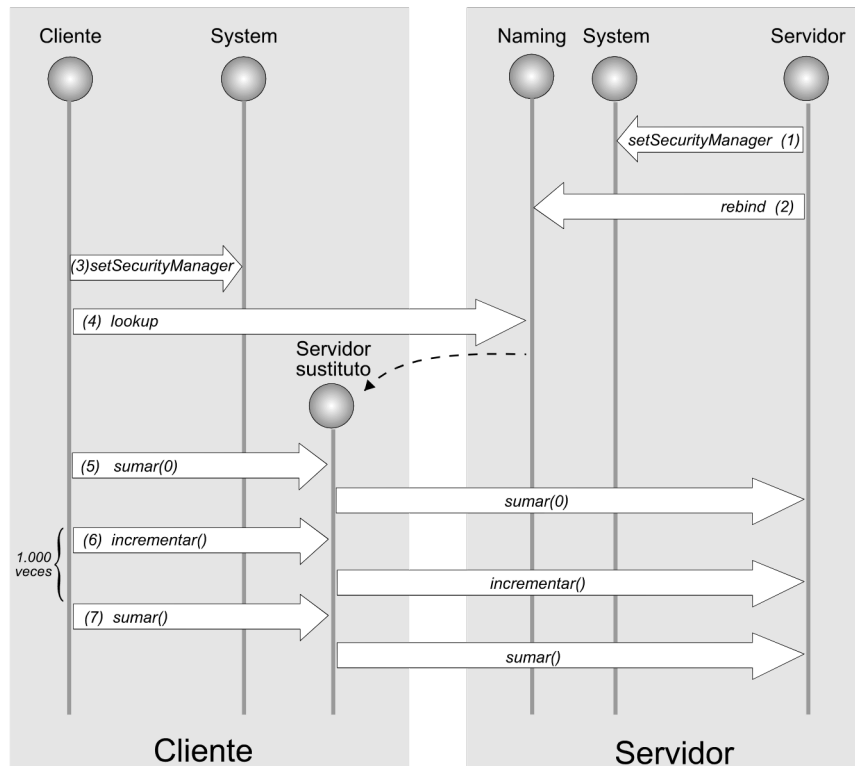 Cliente
System
Naming
System
Servidor
setSecurityManager (1)
rebind (2)
(3)setSecurityManager
(4) lookup
Servidor
sustituto
(5) sumar(0)
sumar(0)
(6) incrementar()
1.000
veces
incrementar()
(7) sumar()
sumar()
Cliente
Servidor